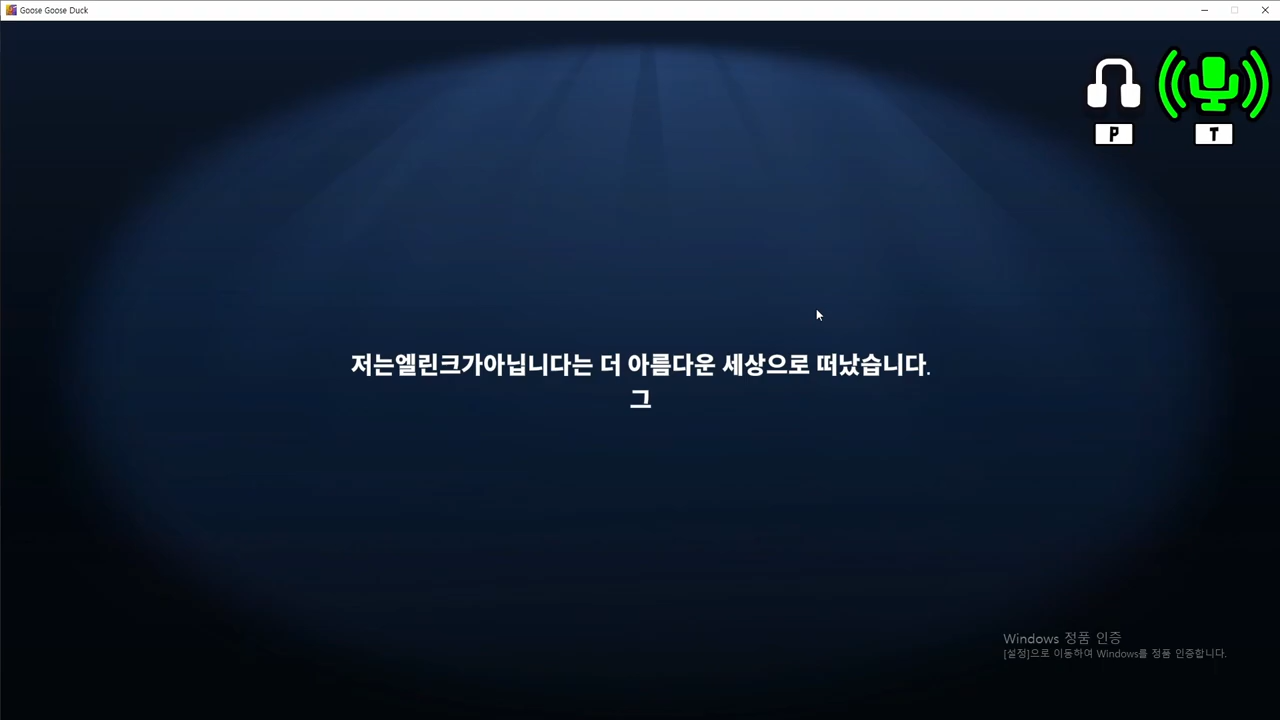 Goose Goose Duck
P
T
저는엘린크가아닙니다는 더 아름다운 세상으로 떠났습니다.
그
Windows 정품 인증
[설정]으로 이동하여 Windows를 정품 인증합니다.